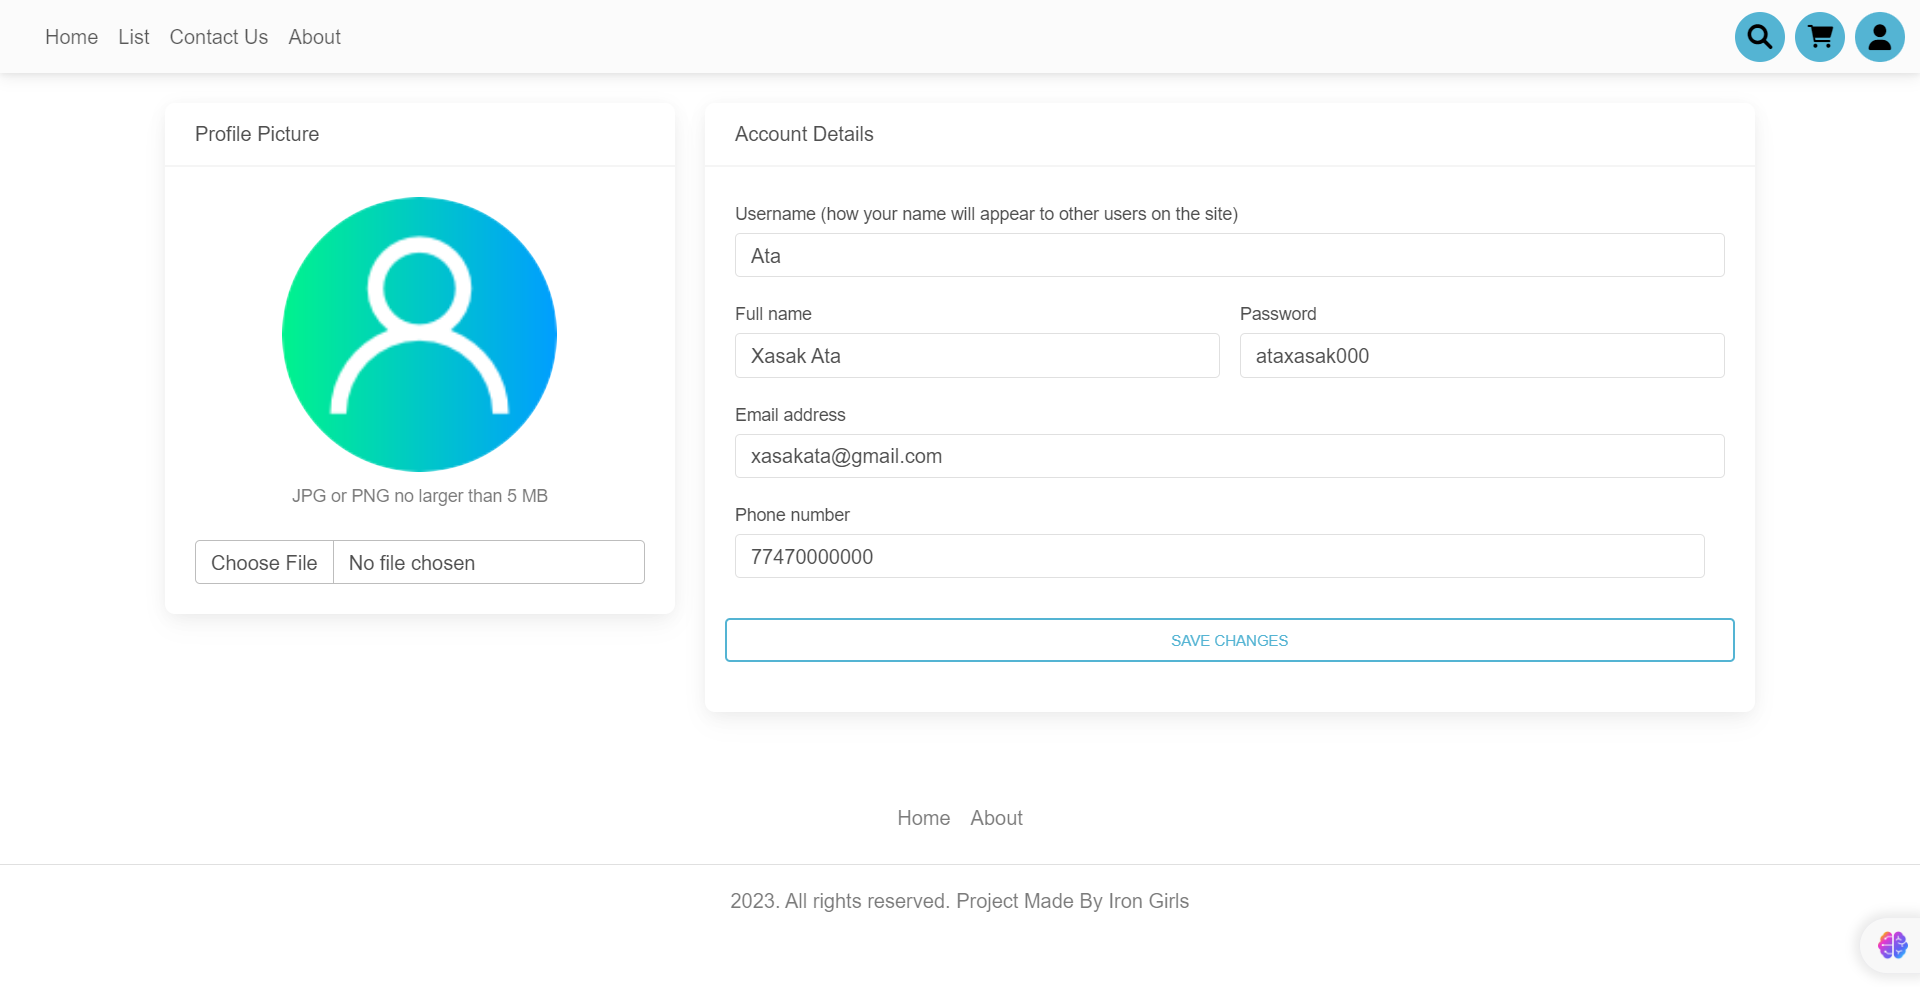 Home List Contact Us About
Profile Picture
JPG or PNG no larger than 5 MB
Choose File No file chosen
Account Details
Username (how your name will appear to other users on the site)
Ata
Full name Password
Xasak Ata ataxasak000
Email address
xasakata@gmail.com
Phone number
77470000000
SAVE CHANGES
Home About
2023. All rights reserved. Project Made By Iron Girls